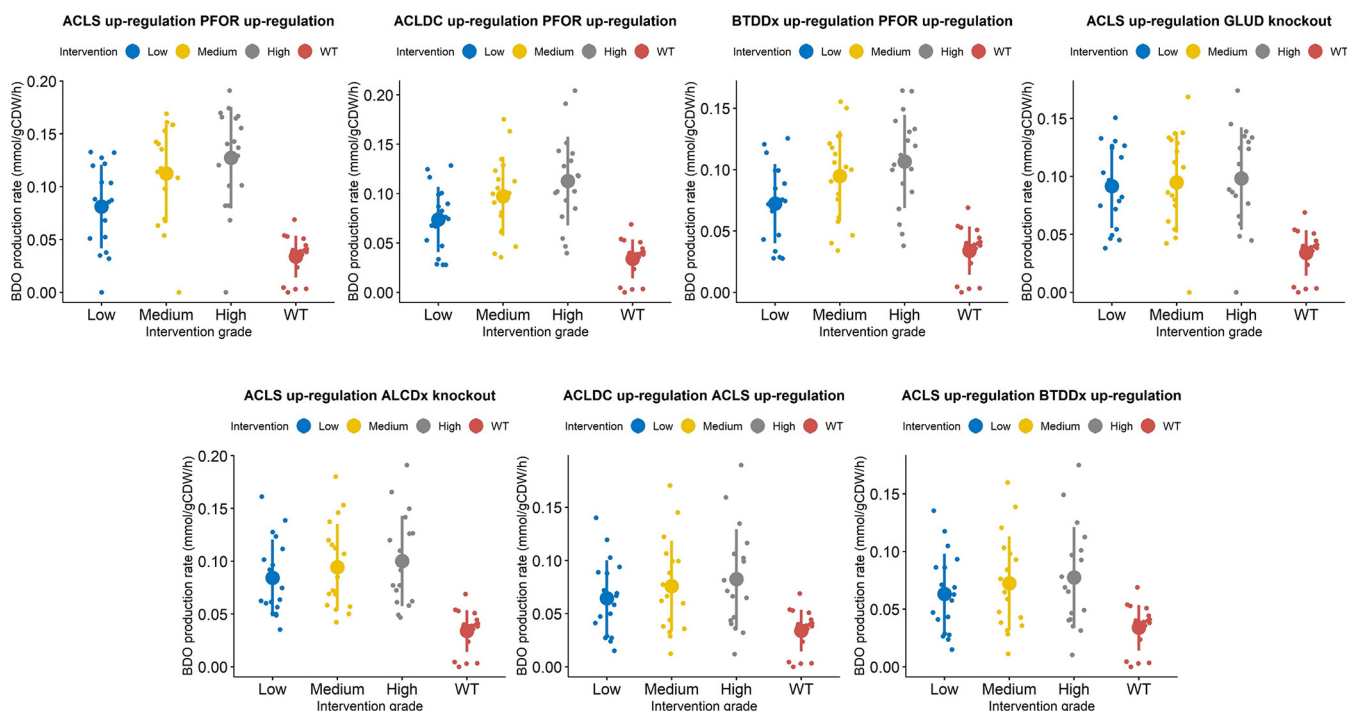 ACLS up-regulation PFOR up-regulation
Intervention Low Medium High WT
BDO production rate (mmol/gCDW/h)
0.20
0.15
0.10
0.05
0.00
Low Medium High WT
Intervention grade
ACLDC up-regulation PFOR up-regulation
Intervention Low Medium High WT
BDO production rate (mmol/gCDW/h)
0.20
0.15
0.10
0.05
0.00
Low Medium High WT
Intervention grade
BTDDx up-regulation PFOR up-regulation
Intervention Low Medium High WT
BDO production rate (mmol/gCDW/h)
0.15
0.10
0.05
0.00
Low Medium High WT
Intervention grade
ACLS up-regulation GLUD knockout
Intervention Low Medium High WT
BDO production rate (mmol/gCDW/h)
0.15
0.10
0.05
0.00
Low Medium High WT
Intervention grade
ACLS up-regulation ALCDx knockout
Intervention Low Medium High WT
BDO production rate (mmol/gCDW/h)
0.20
0.15
0.10
0.05
0.00
Low Medium High WT
Intervention grade
ACLDC up-regulation ACLS up-regulation
Intervention Low Medium High WT
BDO production rate (mmol/gCDW/h)
0.15
0.10
0.05
0.00
Low Medium High WT
Intervention grade
ACLS up-regulation BTDDx up-regulation
Intervention Low Medium High WT
BDO production rate (mmol/gCDW/h)
0.15
0.10
0.05
0.00
Low Medium High WT
Intervention grade